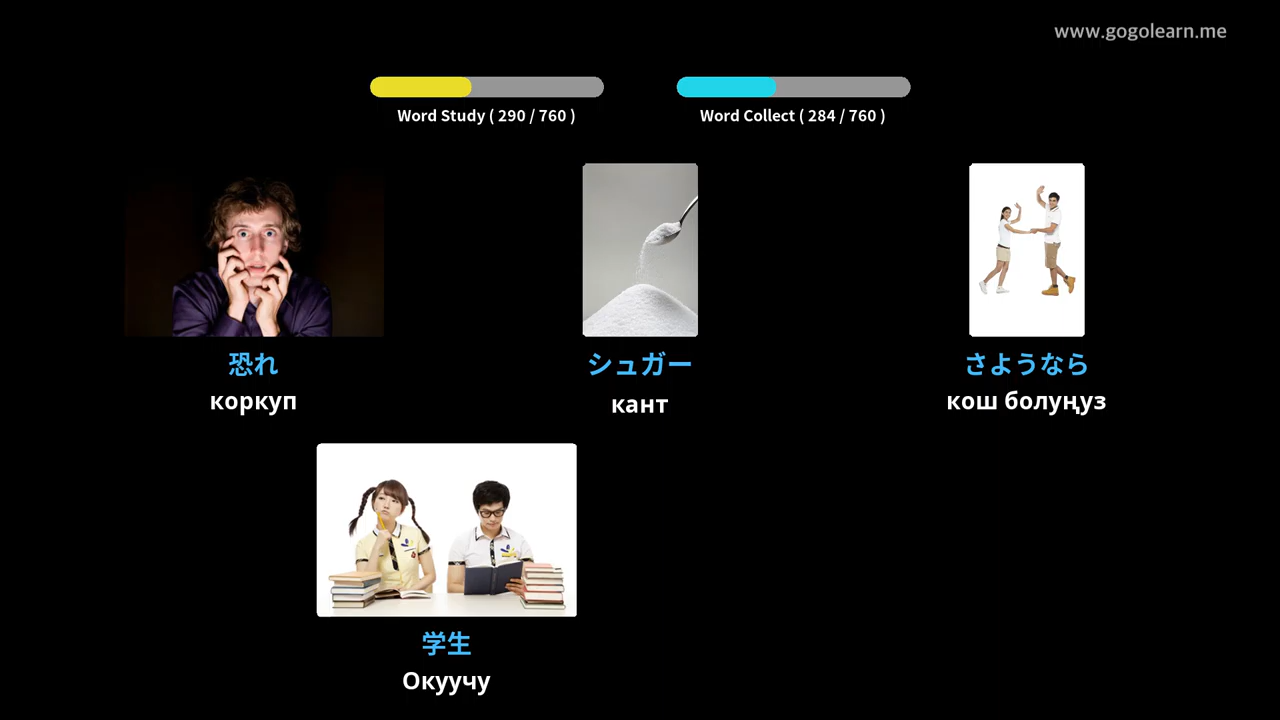 www.gogolearn.me
Word Study ( 290 / 760 )
Word Collect ( 284 / 760 )
恐れ
коркуп
シュガー
кант
さようなら
кош болуңуз
学生
Окуучу